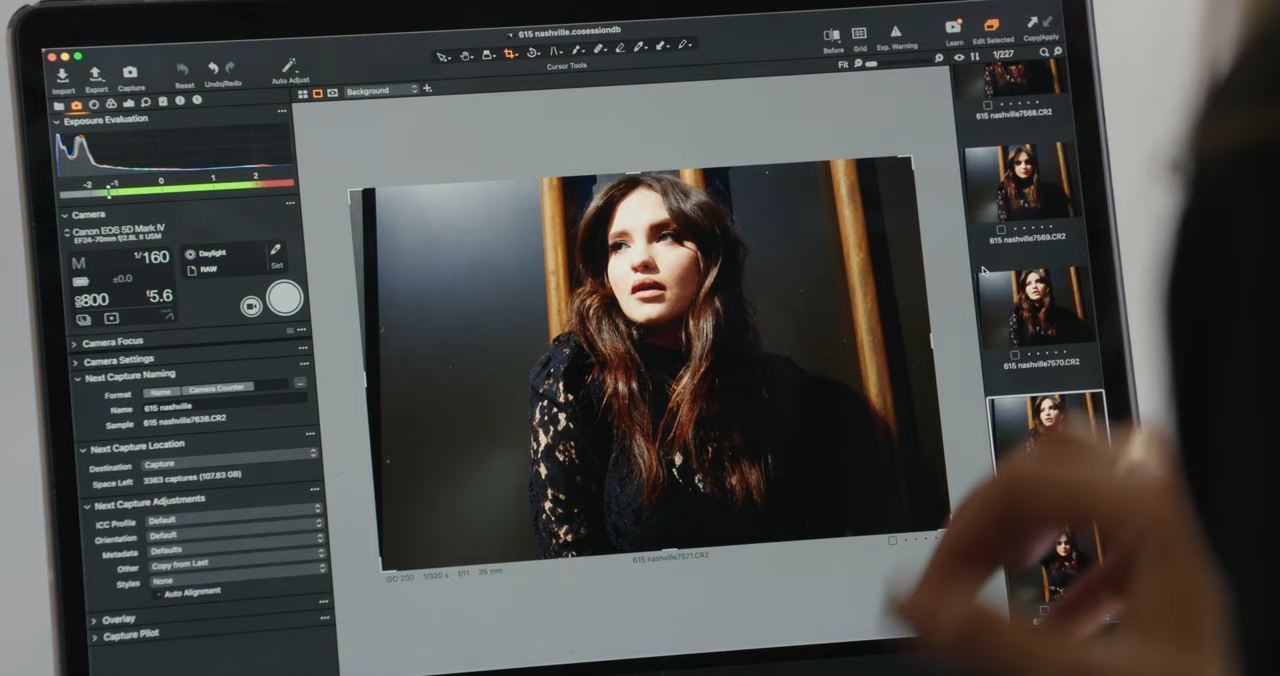 615 nashville.cosessiondb
Import
Export
Capture
Reset
Undo/Redo
Auto Adjust
Cursor Tools
Before
Grid
Exp. Warning
Learn
Edit Selected
Copy/Apply
Background
Fit
1/227
Exposure Evaluation
-2 -1 0 1 2
Camera
Canon EOS 5D Mark IV
EF24-70mm f/2.8L II USM
M 1/160
±0.0
800 f5.6
Daylight
RAW
Set
Camera Focus
Camera Settings
Next Capture Naming
Format Name Camera Counter
Name 615 nashville
Sample 615 nashville7638.CR2
Next Capture Location
Destination Capture
Space Left 3363 captures (107.83 GB)
Next Capture Adjustments
ICC Profile Default
Orientation Default
Metadata Defaults
Other Copy from Last
Styles None
Auto Alignment
Overlay
Capture Pilot
ISO 200 1/320 s f/11 35 mm
615 nashville7571.CR2
615 nashville7568.CR2
615 nashville7569.CR2
615 nashville7570.CR2